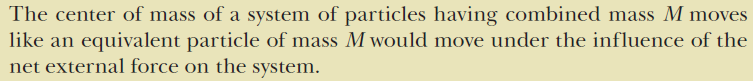 The center of mass of a system of particles having combined mass M moves
like an equivalent particle of mass M would move under the influence of the
net external force on the system.